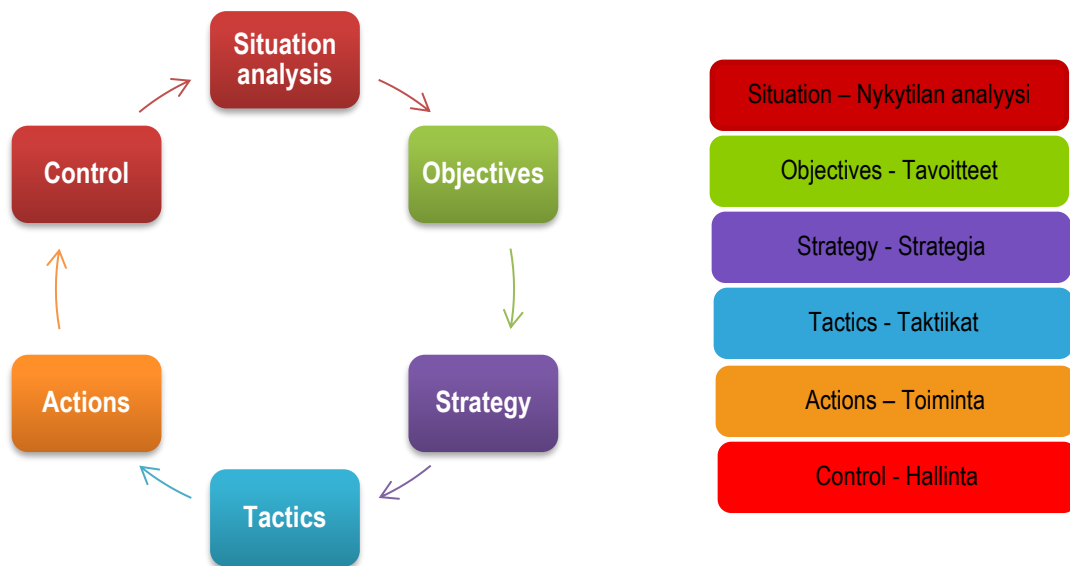 Situation
analysis
Objectives
Strategy
Tactics
Actions
Control
Situation – Nykytilan analyysi
Objectives - Tavoitteet
Strategy - Strategia
Tactics - Taktiikat
Actions – Toiminta
Control - Hallinta